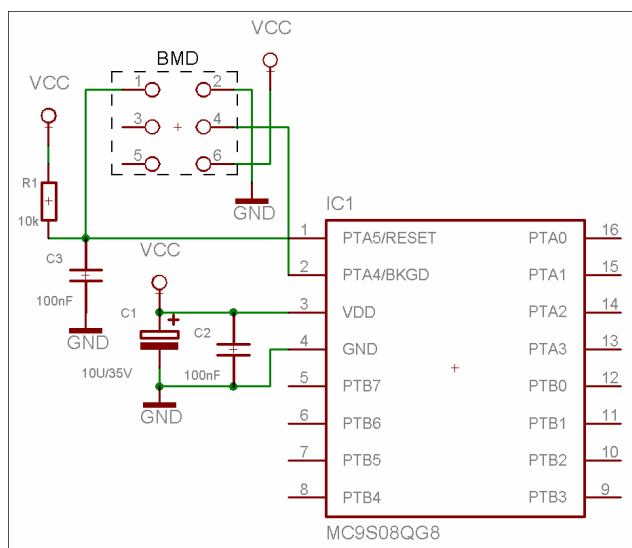 BMD
VCC
VCC
1
2
3
4
5
6
R1
10k
GND
IC1
1
PTA5/RESET
PTA0
16
C3
VCC
2
PTA4/BKGD
PTA1
15
100nF
C1
+
3
VDD
PTA2
14
GND
C2
4
GND
PTA3
13
10U/35V
100nF
5
PTB7
PTB0
12
GND
6
PTB6
PTB1
11
7
PTB5
PTB2
10
8
PTB4
PTB3
9
MC9S08QG8